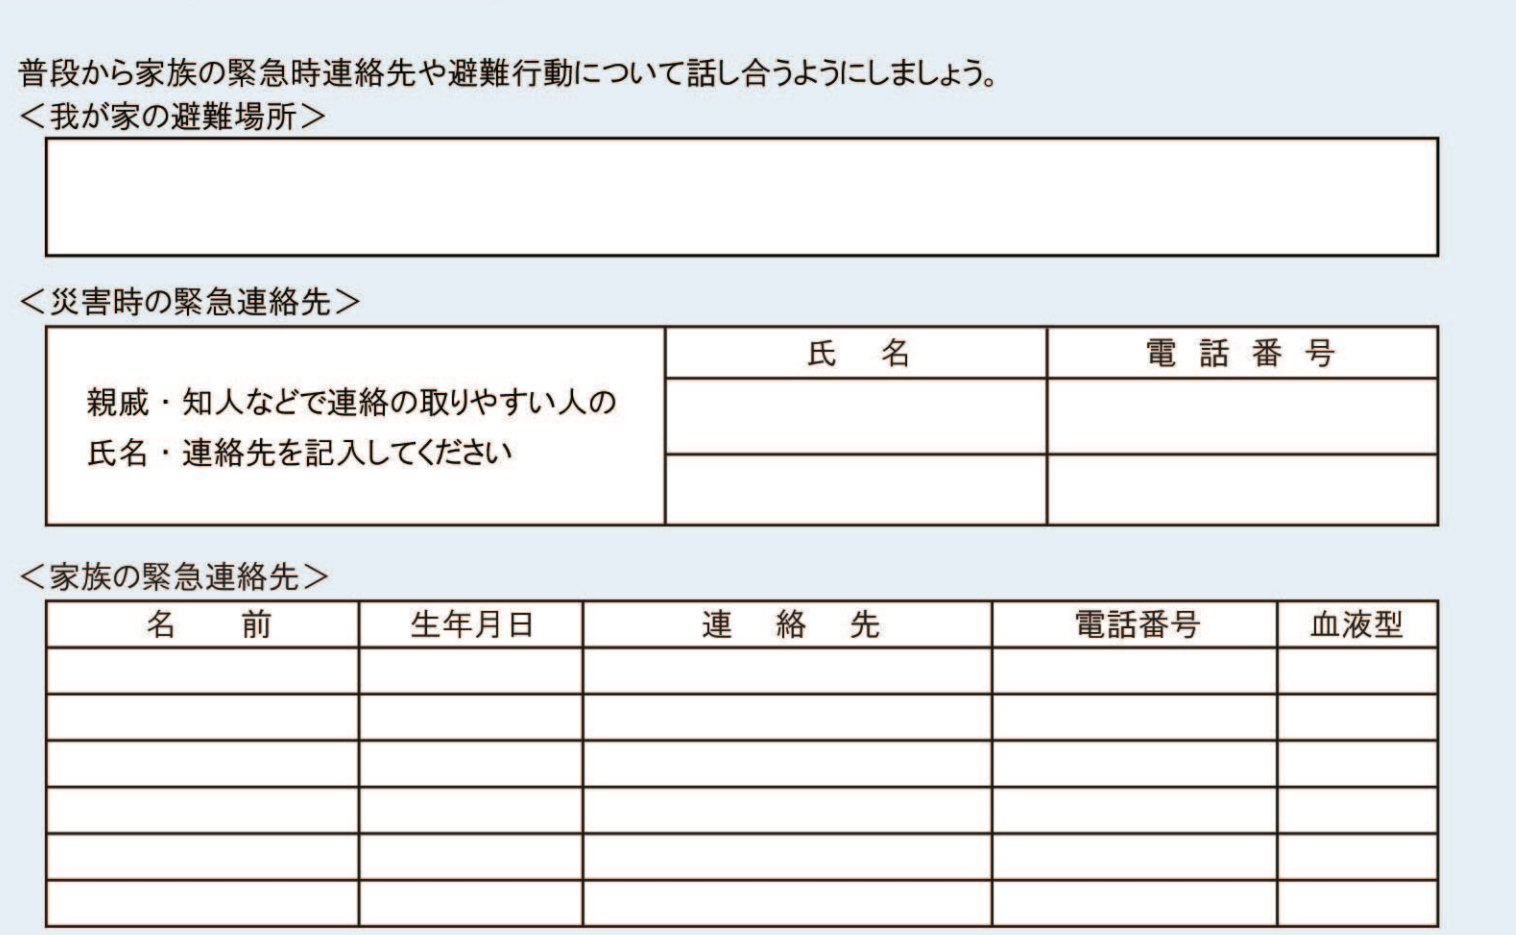 普段から家族の緊急時連絡先や避難行動について話し合うようにしましょう。
＜我が家の避難場所＞
＜災害時の緊急連絡先＞
氏　名　電話番号
親戚・知人などで連絡の取りやすい人の
氏名・連絡先を記入してください
＜家族の緊急連絡先＞
名　前　生年月日　連　絡　先　電話番号　血液型